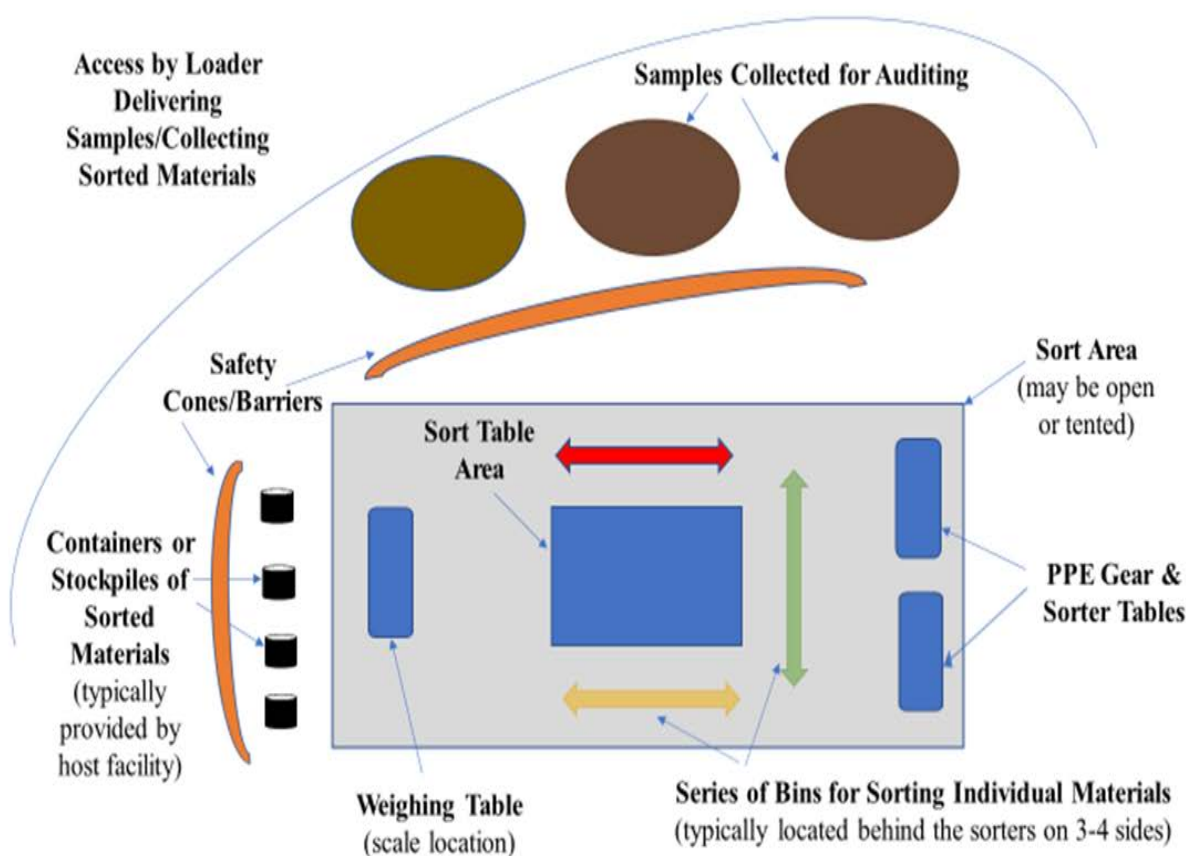 Access by Loader
Delivering
Samples/Collecting
Sorted Materials
Samples Collected for Auditing
Safety
Cones/Barriers
Sort Area
(may be open
or tented)
Sort Table
Area
Containers or
Stockpiles of
Sorted
Materials
(typically
provided by
host facility)
PPE Gear &
Sorter Tables
Weighing Table
(scale location)
Series of Bins for Sorting Individual Materials
(typically located behind the sorters on 3-4 sides)